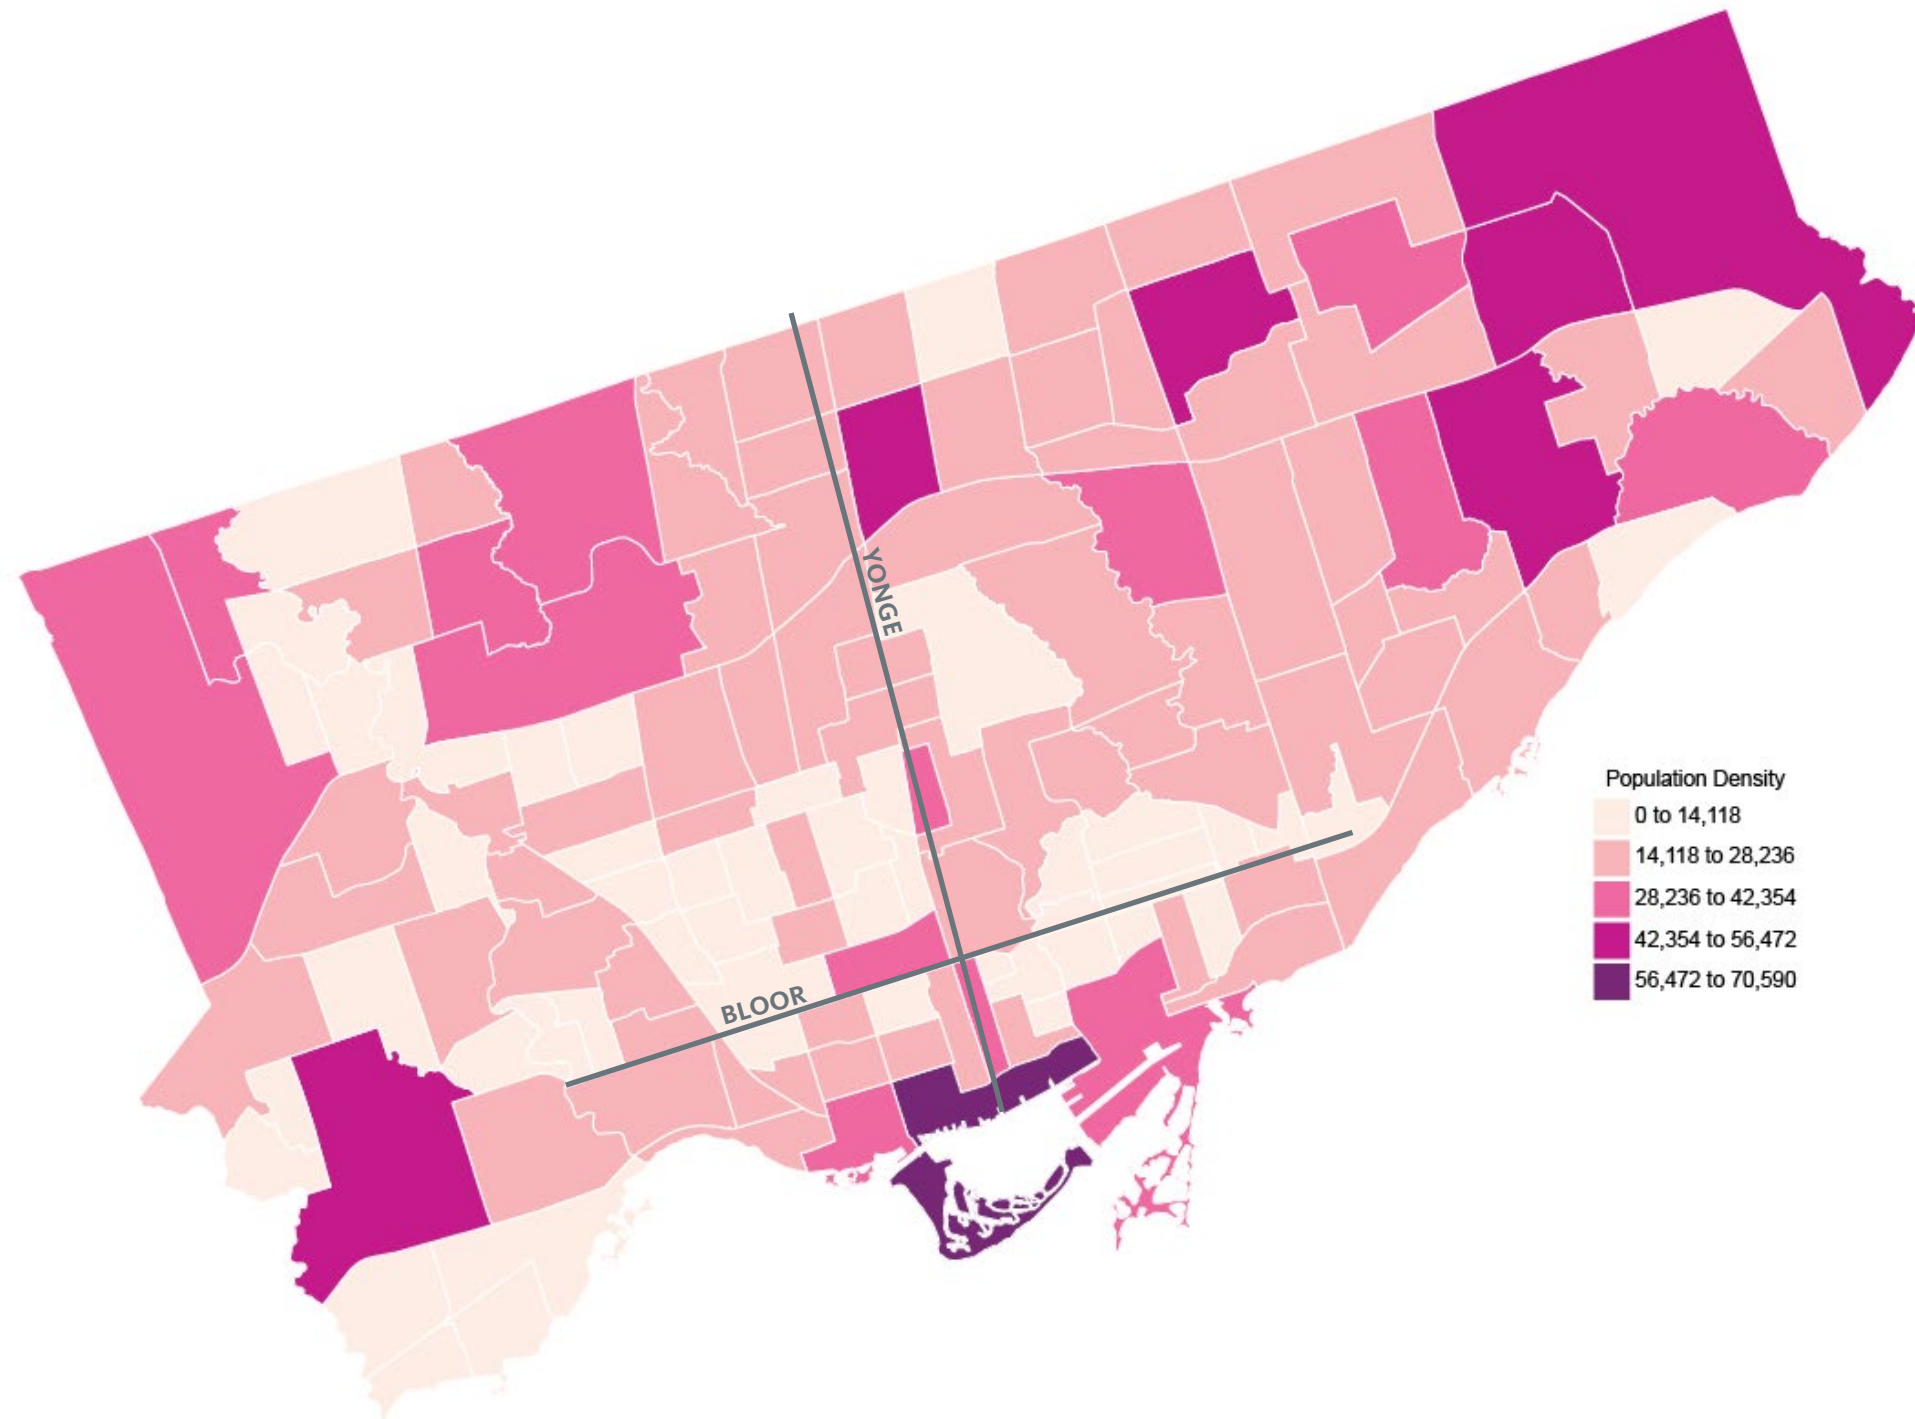 YONGE
BLOOR
Population Density
0 to 14,118
14,118 to 28,236
28,236 to 42,354
42,354 to 56,472
56,472 to 70,590